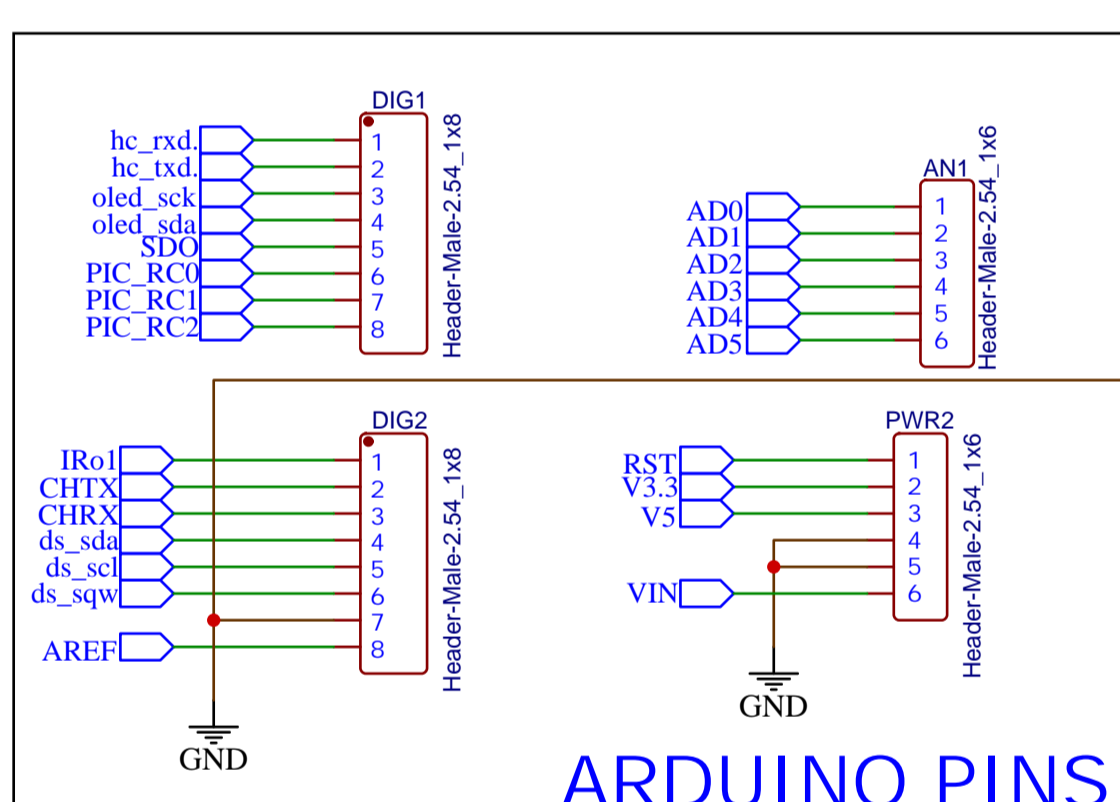 DIG1
hc_rxd.
hc_txd.
oled_sck
oled_sda
SDO
PIC_RC0
PIC_RC1
PIC_RC2
1
2
3
4
5
6
7
8
Header-Male-2.54_1x8
AN1
AD0
AD1
AD2
AD3
AD4
AD5
1
2
3
4
5
6
Header-Male-2.54_1x6
DIG2
IRo1
CHTX
CHRX
ds_sda
ds_scl
ds_sqw
AREF
1
2
3
4
5
6
7
8
Header-Male-2.54_1x8
GND
PWR2
RST
V3.3
V5
VIN
1
2
3
4
5
6
Header-Male-2.54_1x6
GND
ARDUINO PINS